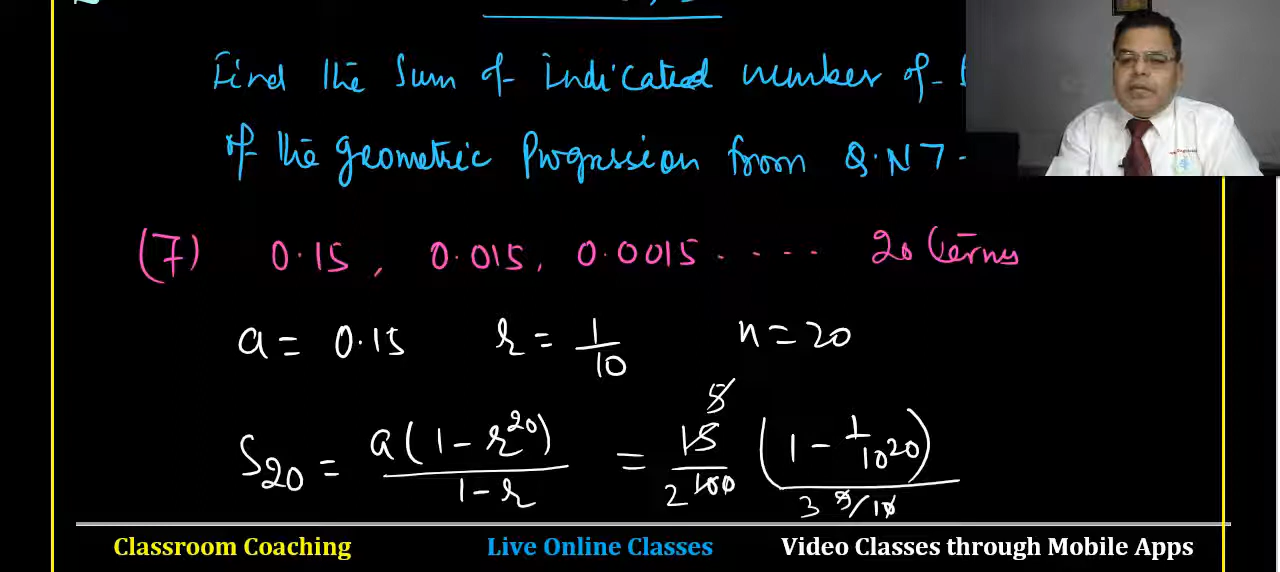 Find the Sum of Indicated number of
of the geometric Progression from Q.N 7 -
(7) 0.15, 0.015, 0.0015 ..... 20 terms
a = 0.15 r = 1/10 n = 20
S20 = a(1 - r^20)/(1 - r) = 15/100 (1 - 1/10^20)/(9/10)
Classroom Coaching Live Online Classes Video Classes through Mobile Apps